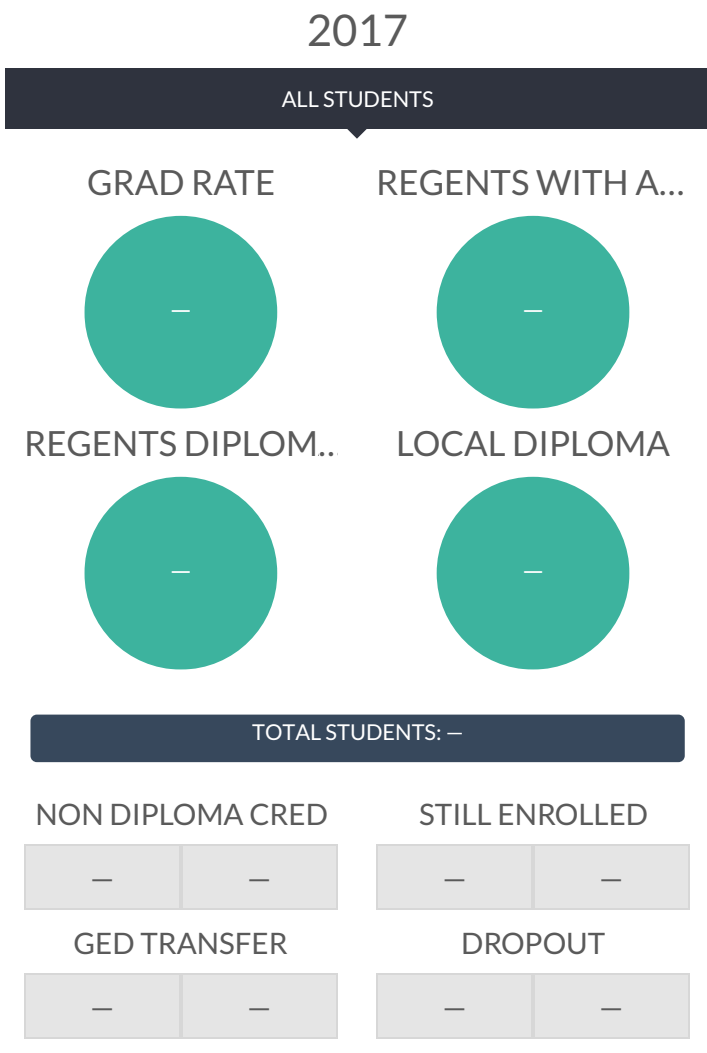 2017
ALL STUDENTS
GRAD RATE
REGENTS WITH A...
—
—
REGENTS DIPLOM...
LOCAL DIPLOMA
—
—
TOTAL STUDENTS: —
NON DIPLOMA CRED
STILL ENROLLED
— —
— —
GED TRANSFER
DROPOUT
— —
— —